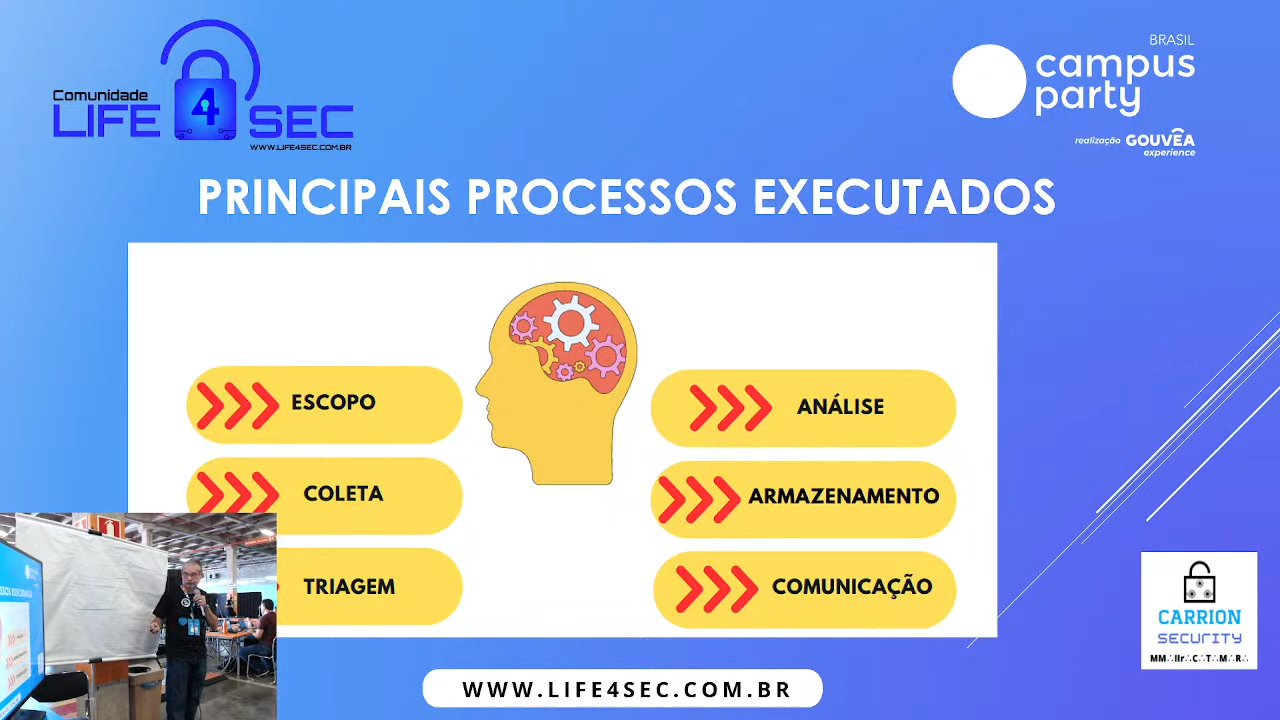 Comunidade
LIFE 4 SEC
WWW.LIFE4SEC.COM.BR
BRASIL
campus
party
realização GOUVÊA
experience
PRINCIPAIS PROCESSOS EXECUTADOS
ESCOPO
COLETA
TRIAGEM
ANÁLISE
ARMAZENAMENTO
COMUNICAÇÃO
CARRION
SECURITY
WWW.LIFE4SEC.COM.BR